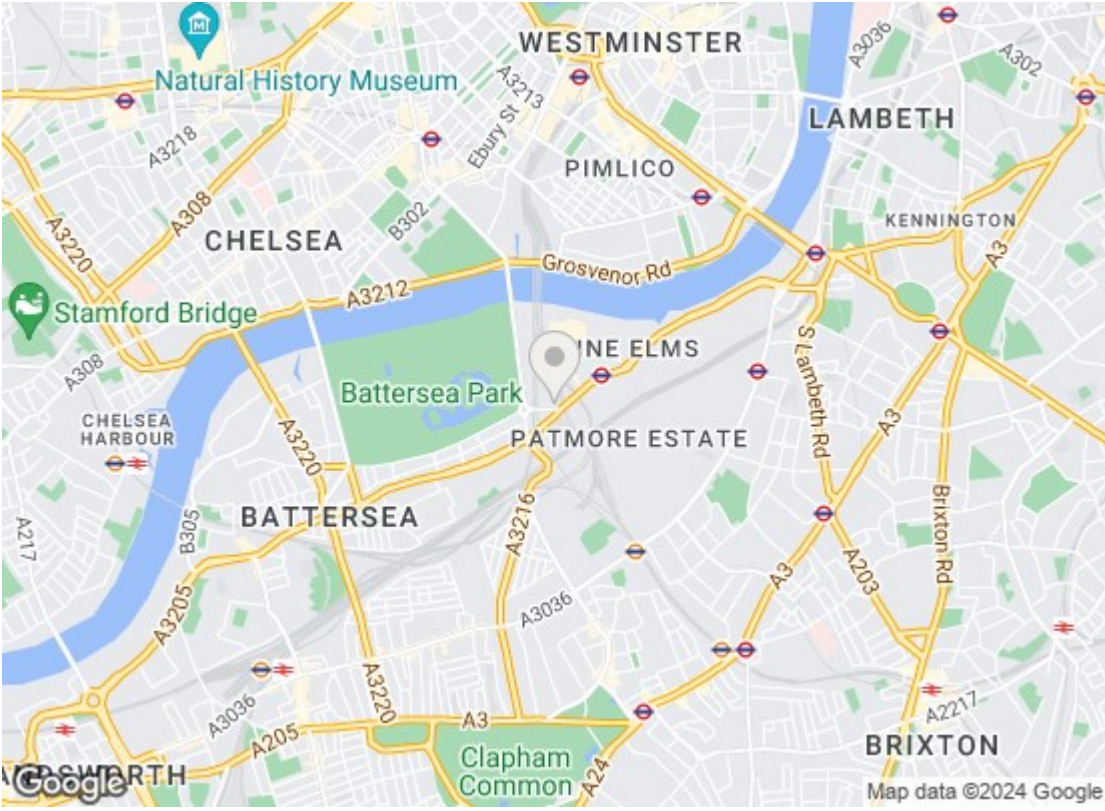 WESTMINSTER
A3036
A302
Natural History Museum
A3213
LAMBETH
A3218
Ebury St
PIMLICO
A308
B302
KENNINGTON
A3220
CHELSEA
A3
Grosvenor Rd
A3212
Stamford Bridge
INE ELMS
A308
S Lambeth Rd
Battersea Park
CHELSEA
HARBOUR
A3220
A3
PATMORE ESTATE
BATTERSEA
A3216
A217
B305
Brixton Rd
A203
A3
A3036
A3205
A3220
A3036
A2217
A3
A205
BRIXTON
Clapham
Common
A24
Google
Map data ©2024 Google